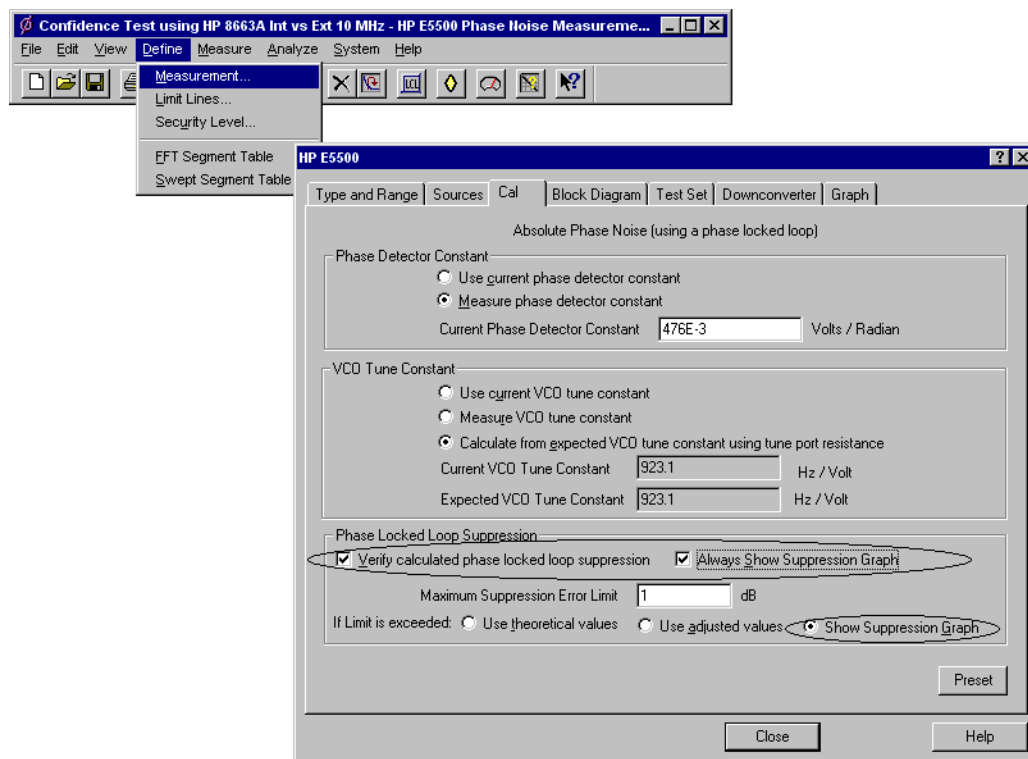 Confidence Test using HP 8663A Int vs Ext 10 MHz - HP E5500 Phase Noise Measureme...
File Edit View Define Measure Analyze System Help
Measurement...
Limit Lines...
Security Level...
FFT Segment Table
Swept Segment Table
HP E5500
Type and Range Sources Cal Block Diagram Test Set Downconverter Graph
Absolute Phase Noise (using a phase locked loop)
Phase Detector Constant
Use current phase detector constant
Measure phase detector constant
Current Phase Detector Constant 476E-3 Volts / Radian
VCO Tune Constant
Use current VCO tune constant
Measure VCO tune constant
Calculate from expected VCO tune constant using tune port resistance
Current VCO Tune Constant 923.1 Hz / Volt
Expected VCO Tune Constant 923.1 Hz / Volt
Phase Locked Loop Suppression
Verify calculated phase locked loop suppression Always Show Suppression Graph
Maximum Suppression Error Limit 1 dB
If Limit is exceeded: Use theoretical values Use adjusted values Show Suppression Graph
Preset
Close Help